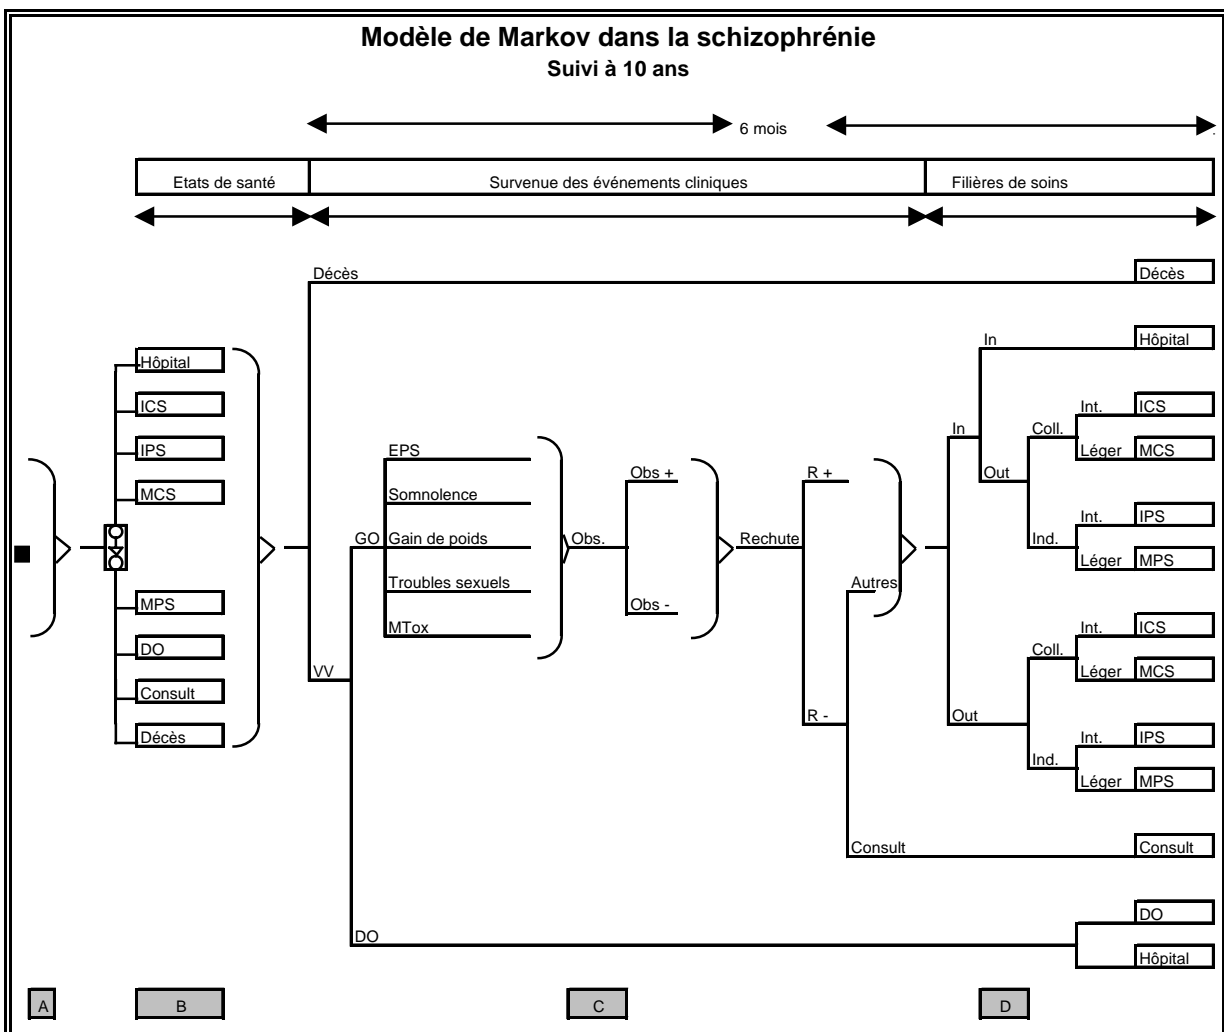 Modèle de Markov dans la schizophrénie
Suivi à 10 ans
6 mois
Etats de santé
Survenue des événements cliniques
Filières de soins
Décès
Décès
Hôpital
ICS
IPS
MCS
MPS
DO
Consult
Décès
VV
GO
EPS
Somnolence
Gain de poids
Troubles sexuels
MTox
Obs.
Obs +
Obs -
Rechute
R +
R -
Autres
Consult
Consult
In
In
Hôpital
Out
Coll.
Int.
ICS
Léger
MCS
Ind.
Int.
IPS
Léger
MPS
Out
Coll.
Int.
ICS
Léger
MCS
Ind.
Int.
IPS
Léger
MPS
DO
DO
Hôpital
A
B
C
D